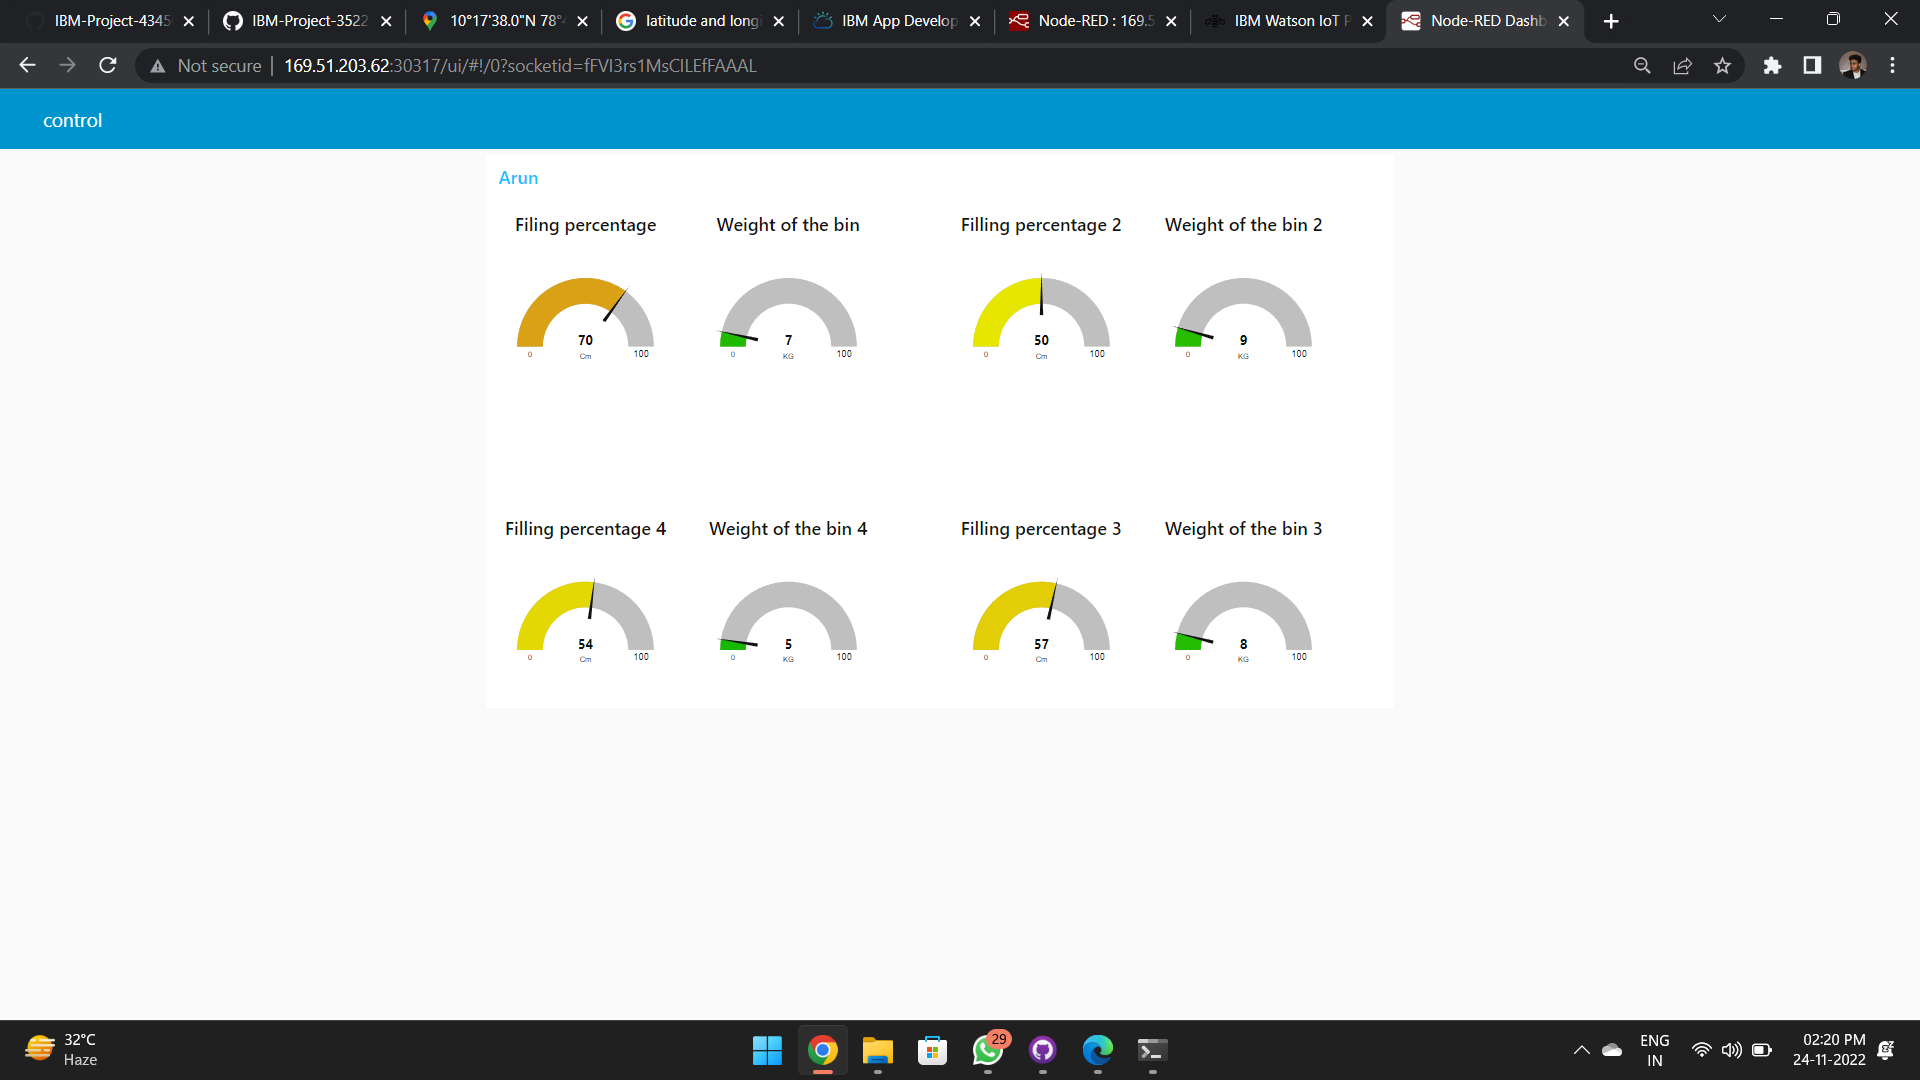 IBM-Project-4345
IBM-Project-3522
10°17'38.0"N 78°
latitude and longi
IBM App Develop
Node-RED : 169.5
IBM Watson IoT P
Node-RED Dashb
Not secure
169.51.203.62:30317/ui/#!/0?socketid=fFVI3rs1MsCILEfFAAAL
control
Arun
Filing percentage
Weight of the bin
Filling percentage 2
Weight of the bin 2
70
Cm
0
100
7
KG
0
100
50
Cm
0
100
9
KG
0
100
Filling percentage 4
Weight of the bin 4
Filling percentage 3
Weight of the bin 3
54
Cm
0
100
5
KG
0
100
57
Cm
0
100
8
KG
0
100
32°C
Haze
29
ENG
IN
02:20 PM
24-11-2022